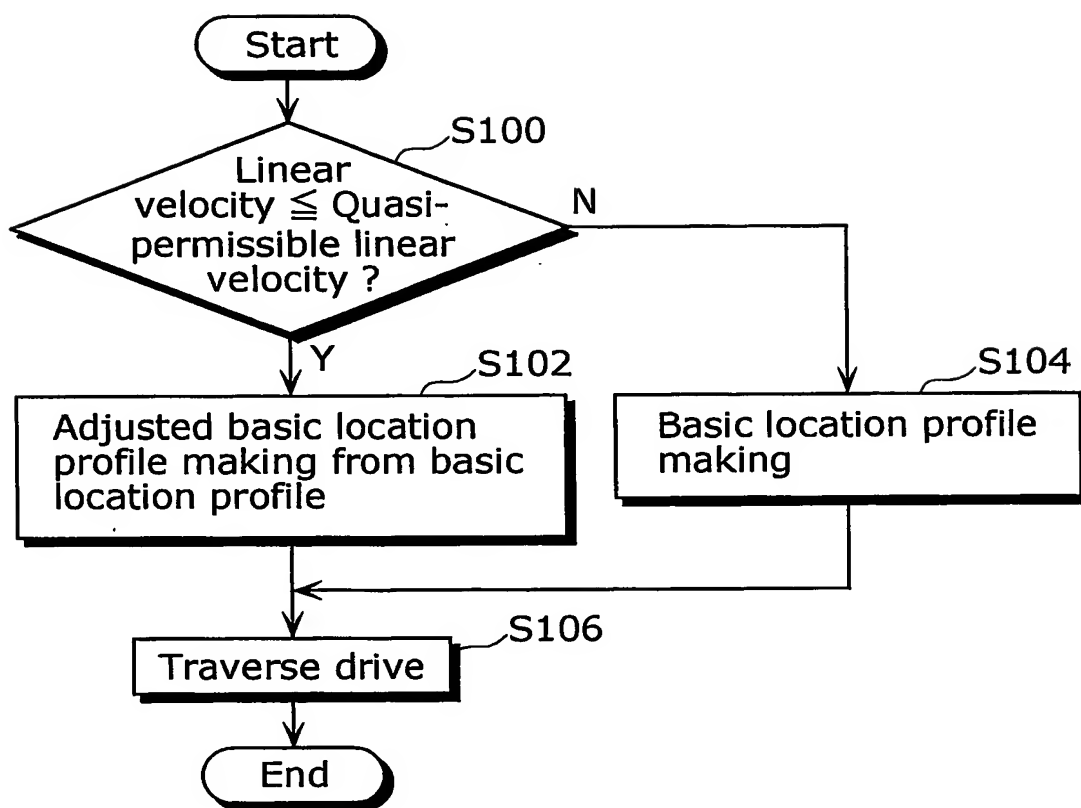 Start
S100
Linear
velocity ≦ Quasi-
permissible linear
velocity ?
N
Y
S102
Adjusted basic location
profile making from basic
location profile
S104
Basic location profile
making
S106
Traverse drive
End